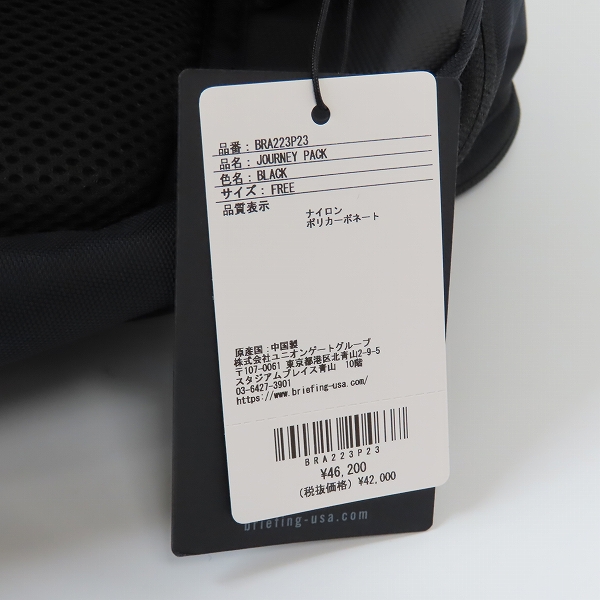 品番：BRA223P23
品名：JOURNEY PACK
色名：BLACK
サイズ：FREE
品質表示
ナイロン
ポリカーボネート
原産国：中国製
株式会社ユニオンゲートグループ
〒107-0061 東京都港区北青山2-9-5
スタジアムプレイス青山 10階
03-6427-3901
https://www.briefing-usa.com/
BRA223P23
¥46,200
(税抜価格) ¥42,000
briefing-usa.com